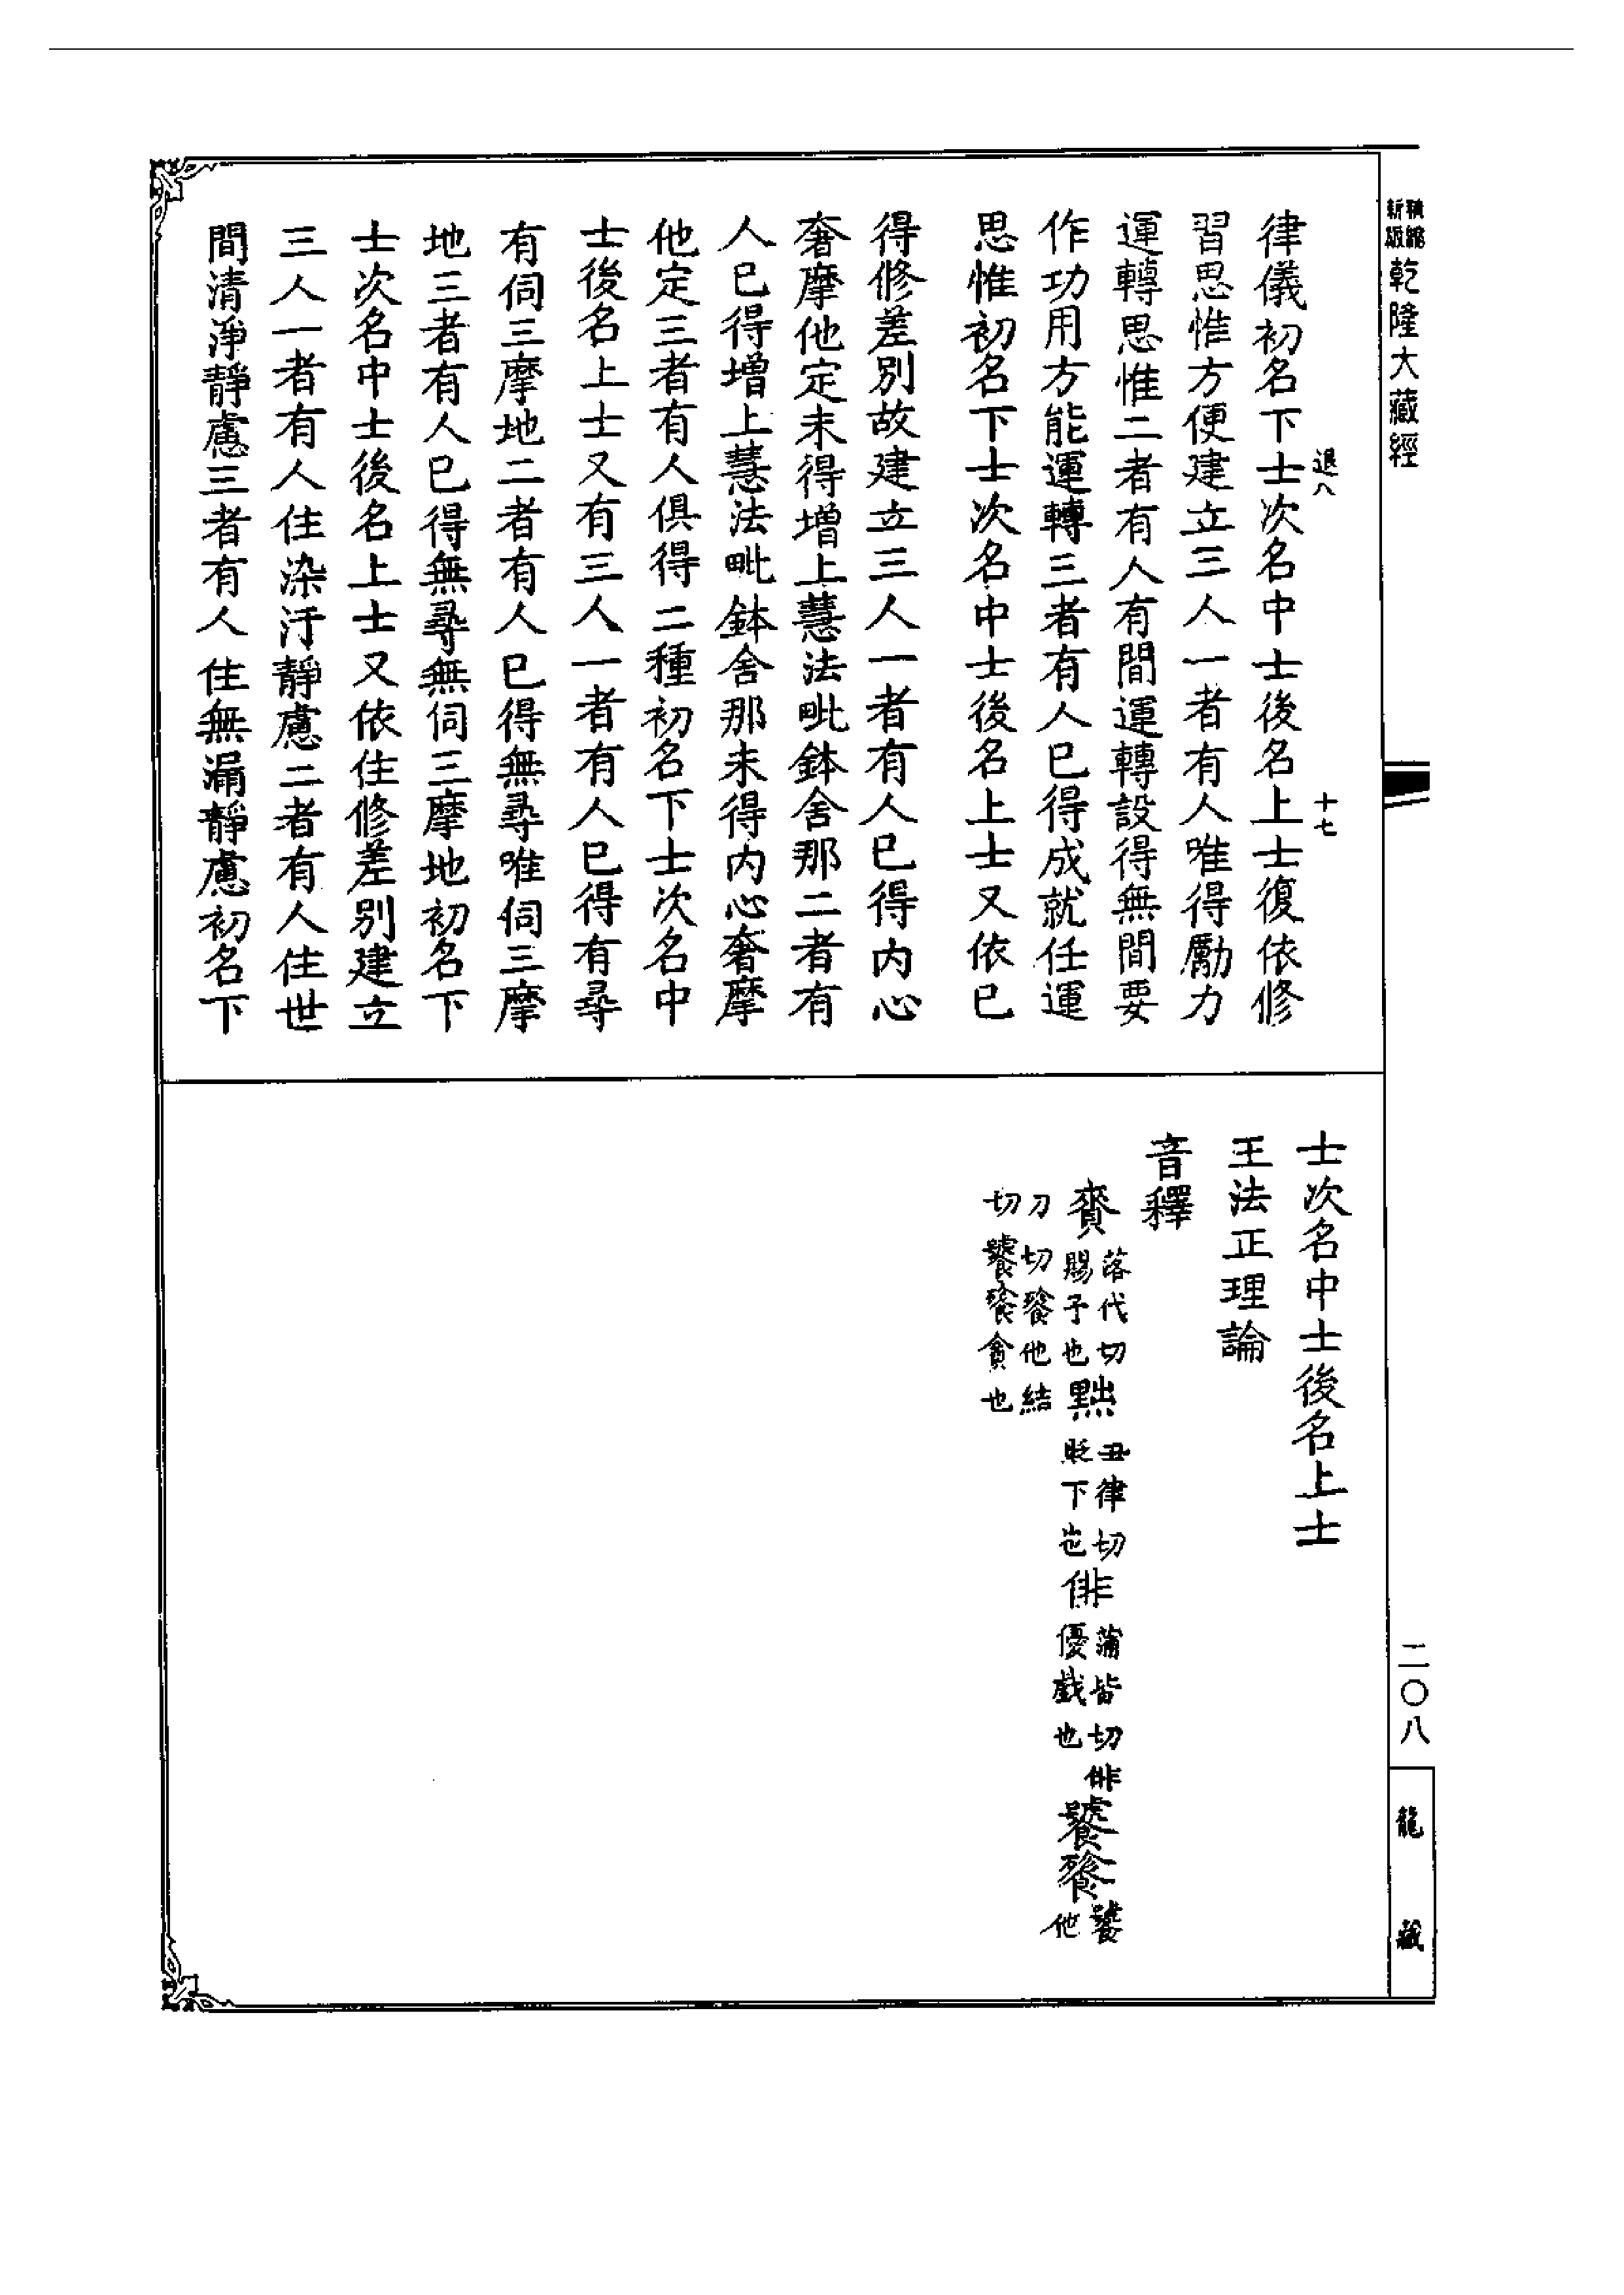 精縮新版乾隆大藏經
退八 十七
律儀初名下士次名中士後名上士復依修
習思惟方便建立三人一者有人唯得勵力
運轉思惟二者有人有間運轉設得無間要
作功用方能運轉三者有人已得成就任運
思惟初名下士次名中士後名上士又依已
得修差別故建立三人一者有人已得內心
奢摩他定未得增上慧法毗鉢舍那二者有
人已得增上慧法毗鉢舍那未得內心奢摩
他定三者有人俱得二種初名下士次名中
士後名上士又有三人一者有人已得有尋
有伺三摩地二者有人已得無尋唯伺三摩
地三者有人已得無尋無伺三摩地初名下
士次名中士後名上士又依住修差別建立
三人一者有人住染汙靜慮二者有人住世
間清淨靜慮三者有人住無漏靜慮初名下
士次名中士後名上士
王法正理論
音釋
賚落代切賜予也黜丑律切貶下也俳蒲皆切俳優戲也饕餮饕他
刀切餮他結切饕餮貪也
二〇八
龍藏